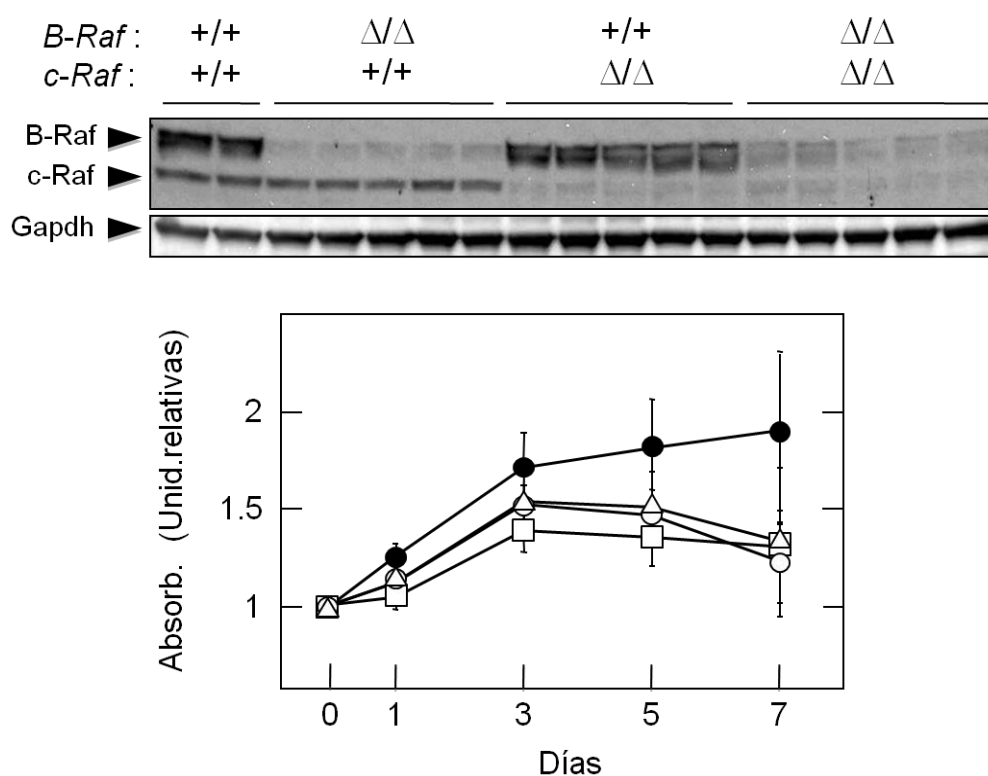 B-Raf : +/+ Δ/Δ +/+ Δ/Δ
c-Raf : +/+ +/+ Δ/Δ Δ/Δ
B-Raf
c-Raf
Gapdh
Absorb. (Unid.relativas)
2
1.5
1
0 1 3 5 7
Días